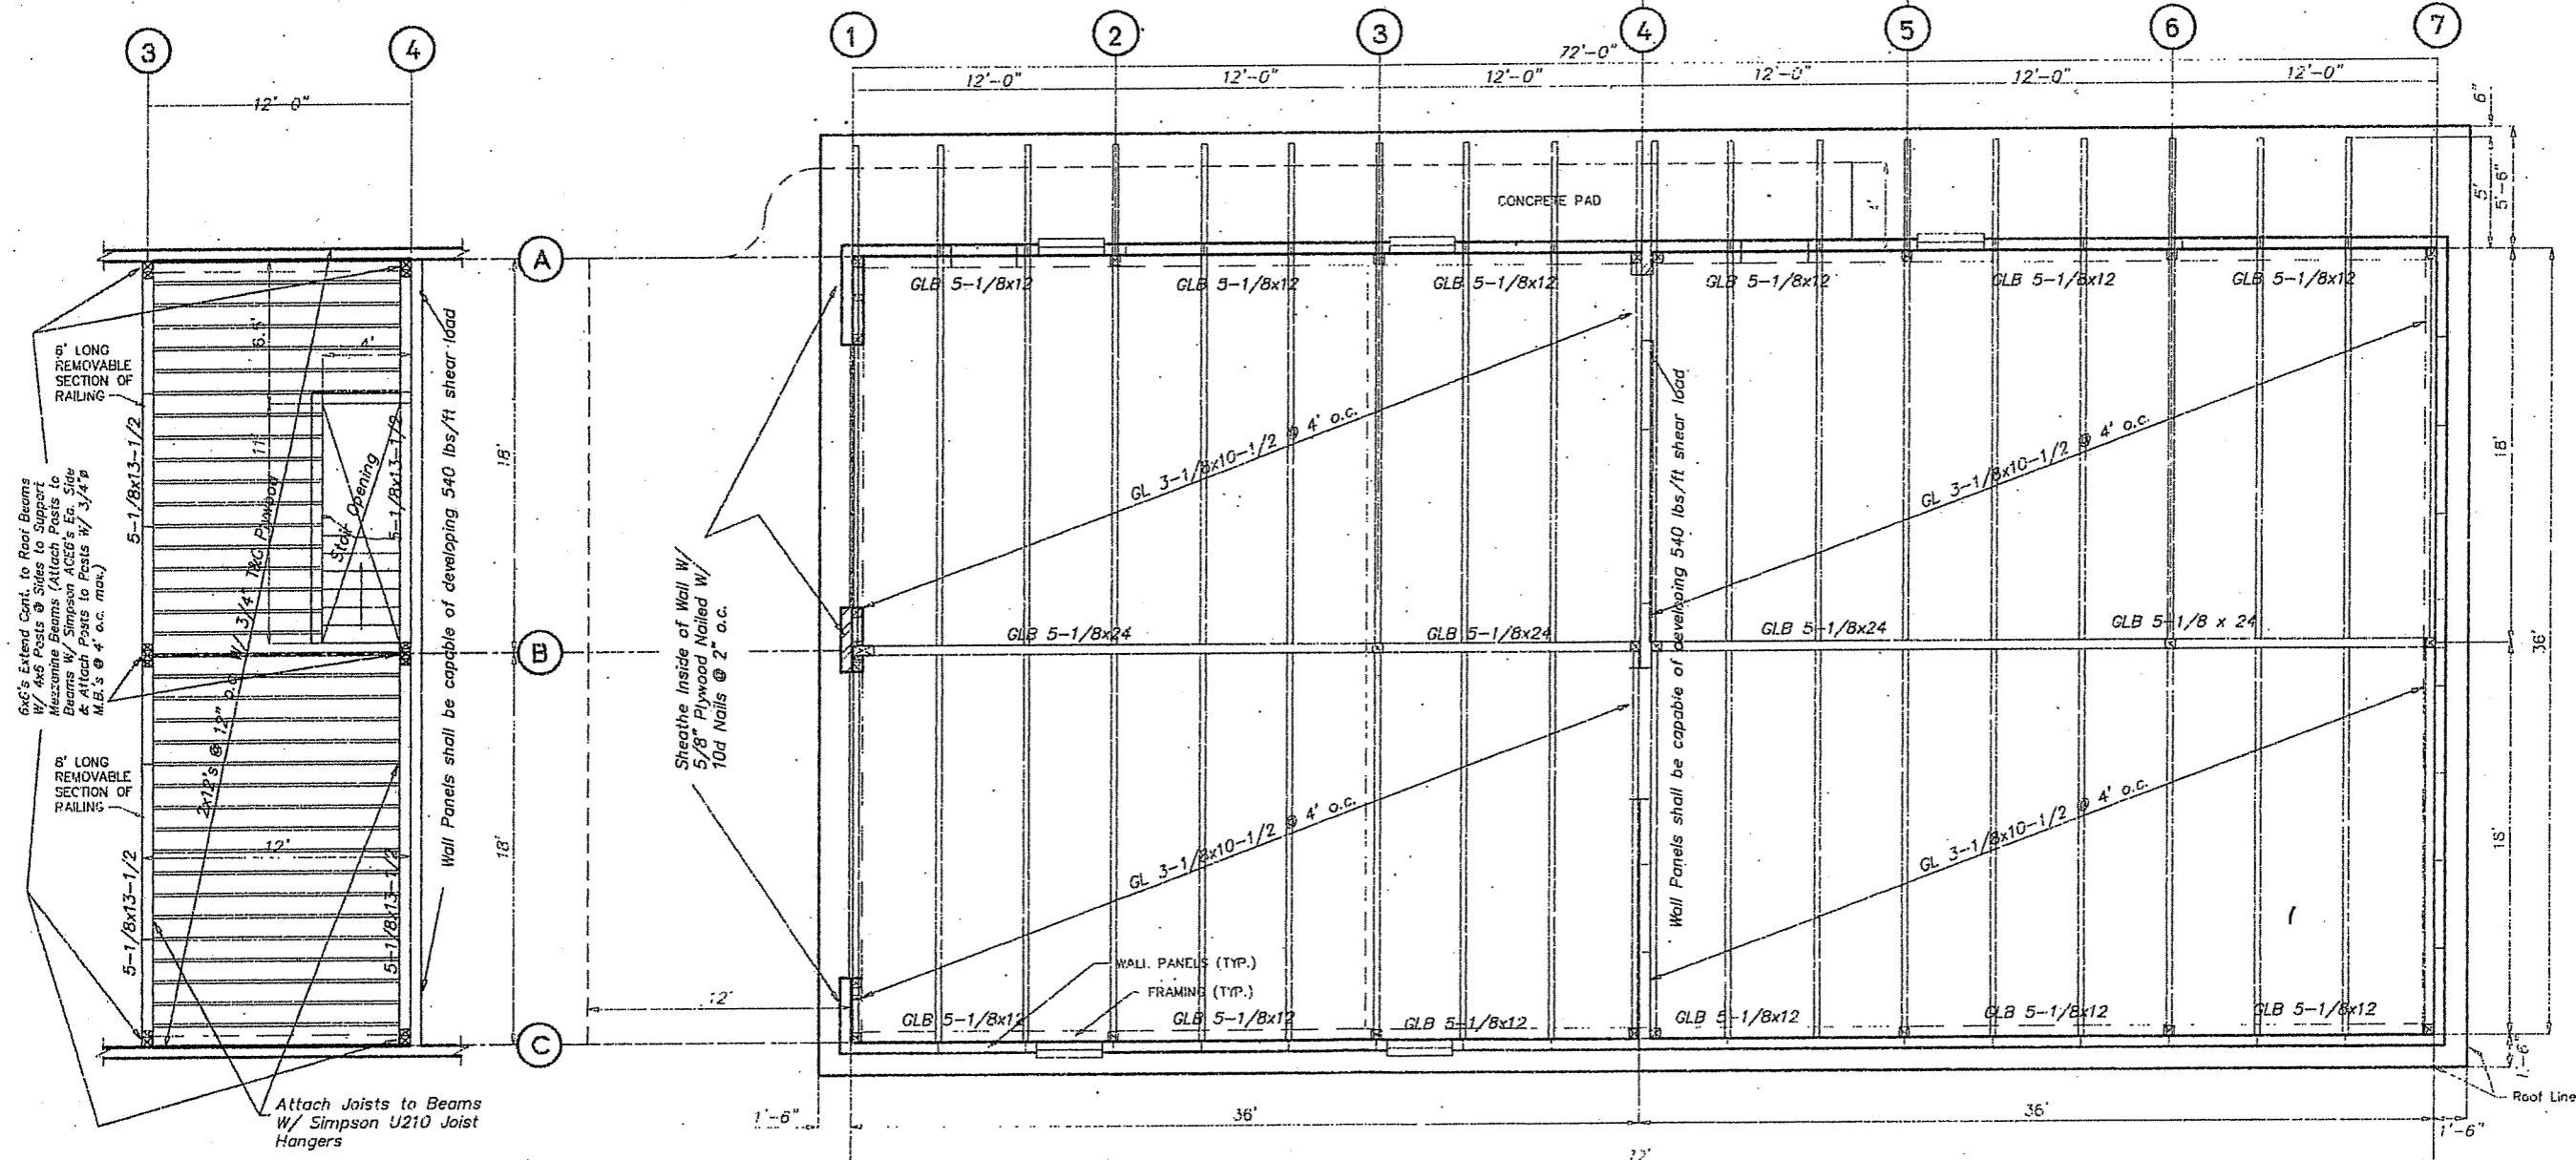 3
4
12'-0"
A
B
C
18'
18'
6.5'
4'
11'
12'
8' LONG
REMOVABLE
SECTION OF
RAILING
5-1/8x13-1/2
5-1/8x13-1/2
Stair Opening
2x12's @ 12" o.c. W/ 3/4" T&G Plywood
Wall Panels shall be capable of developing 540 lbs/ft shear load
6x6's Extend Cont. to Roof Beams
W/ 4x6 Posts @ Sides to Support
Mezzanine Beams (Attach Posts to
Beams W/ Simpson ACE6's Ea. Side
& Attach Posts to Posts W/ 3/4"ø
M.B.'s @ 4' o.c. max.)
8' LONG
REMOVABLE
SECTION OF
RAILING
5-1/8x13-1/2
5-1/8x13-1/2
Attach Joists to Beams
W/ Simpson U210 Joist
Hangers
1
2
3
4
5
6
7
72'-0"
12'-0"
12'-0"
12'-0"
12'-0"
12'-0"
12'-0"
6"
5'
5'-6"
CONCRETE PAD
GLB 5-1/8x12
GLB 5-1/8x12
GLB 5-1/8x12
GLB 5-1/8x12
GLB 5-1/8x12
GLB 5-1/8x12
GL 3-1/8x10-1/2 @ 4' o.c.
GL 3-1/8x10-1/2 @ 4' o.c.
Wall Panels shall be capable of developing 540 lbs/ft shear load
Sheathe Inside of Wall W/
5/8" Plywood Nailed W/
10d Nails @ 2" o.c.
GLB 5-1/8x24
GLB 5-1/8x24
GLB 5-1/8x24
GLB 5-1/8 x 24
18'
36'
18'
GL 3-1/8x10-1/2 @ 4' o.c.
GL 3-1/8x10-1/2 @ 4' o.c.
WALL PANELS (TYP.)
FRAMING (TYP.)
12'
GLB 5-1/8x12
GLB 5-1/8x12
GLB 5-1/8x12
GLB 5-1/8x12
GLB 5-1/8x12
GLB 5-1/8x12
1'-6"
Roof Line
1'-6"
36'
36'
1'-6"
72'